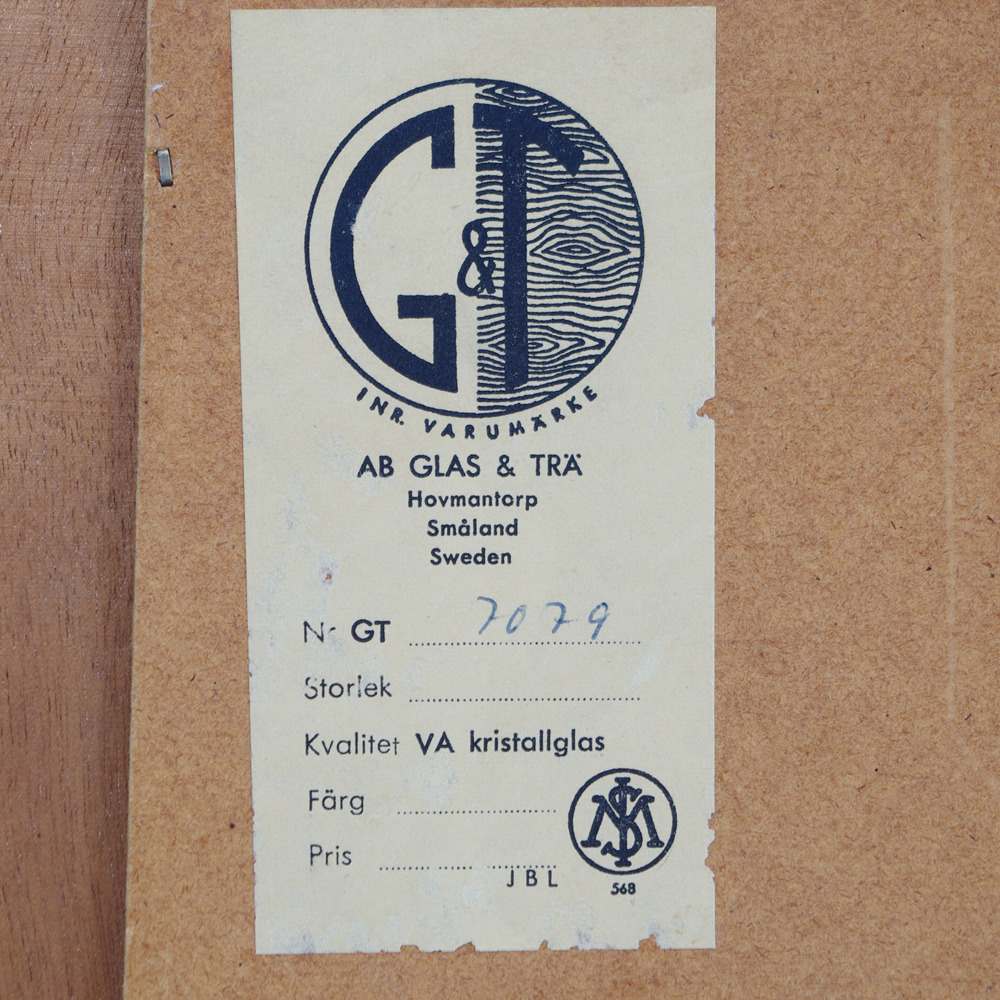 G&T
INR. VARUMÄRKE
AB GLAS & TRÄ
Hovmantorp
Småland
Sweden
Nr GT 7079
Storlek
Kvalitet VA kristallglas
Färg
Pris
JBL
SM
568